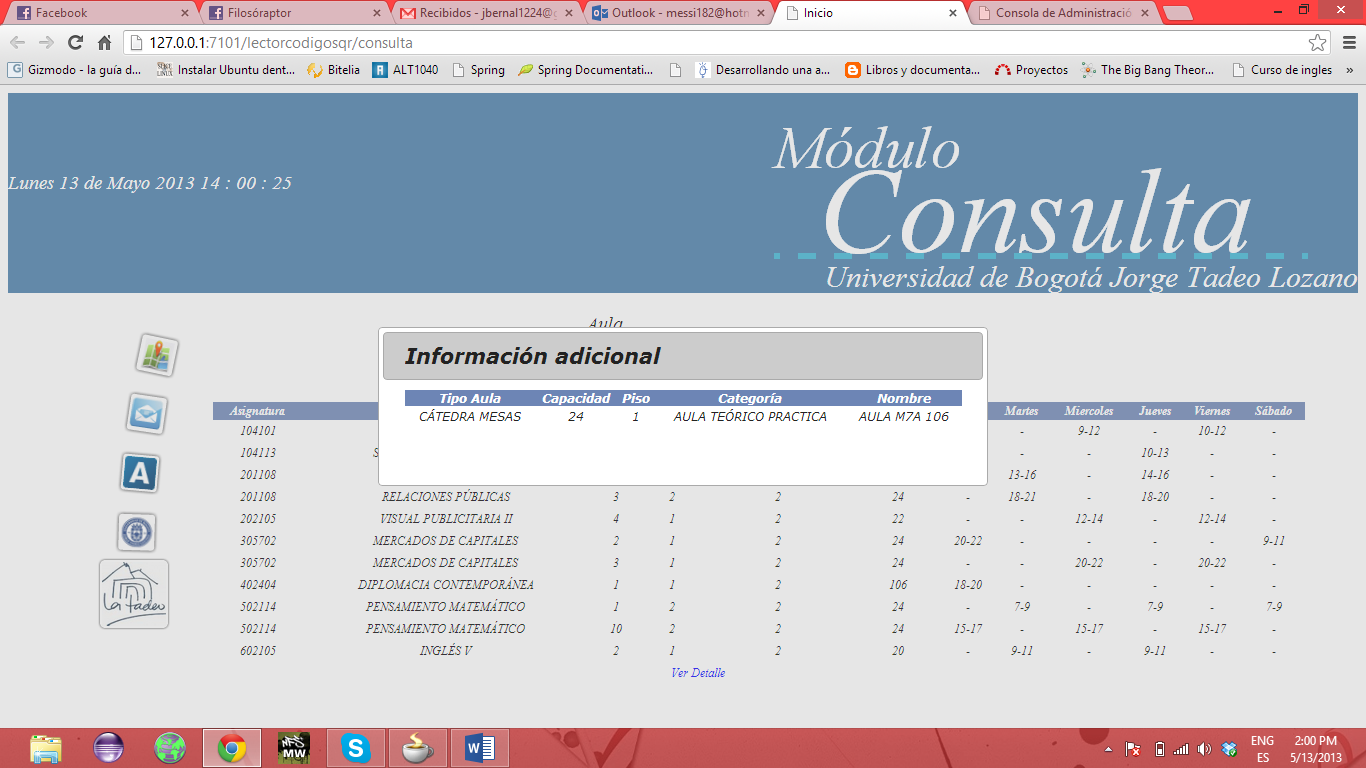 Facebook Filosóraptor Recibidos - jbernal1224@g Outlook - messi182@hotn Inicio Consola de Administració
127.0.0.1:7101/lectorcodigosqr/consulta
Gizmodo - la guía d... Instalar Ubuntu dent... Bitelia ALT1040 Spring Spring Documentati... Desarrollando una a... Libros y documenta... Proyectos The Big Bang Theor... Curso de ingles »
Módulo
Lunes 13 de Mayo 2013 14 : 00 : 25
Consulta
Universidad de Bogotá Jorge Tadeo Lozano
Aula
Información adicional
Tipo Aula Capacidad Piso Categoría Nombre
CÁTEDRA MESAS 24 1 AULA TEÓRICO PRACTICA AULA M7A 106
Asignatura Martes Miercoles Jueves Viernes Sábado
104101 - 9-12 - 10-12 -
104113 S - - 10-13 - -
201108 13-16 - 14-16 - -
201108 RELACIONES PÚBLICAS 3 2 2 24 - 18-21 - 18-20 - -
202105 VISUAL PUBLICITARIA II 4 1 2 22 - - 12-14 - 12-14 -
305702 MERCADOS DE CAPITALES 2 1 2 24 20-22 - - - - 9-11
305702 MERCADOS DE CAPITALES 3 1 2 24 - - 20-22 - 20-22 -
402404 DIPLOMACIA CONTEMPORÁNEA 1 1 2 106 18-20 - - - - -
502114 PENSAMIENTO MATEMÁTICO 1 2 2 24 - 7-9 - 7-9 - 7-9
502114 PENSAMIENTO MATEMÁTICO 10 2 2 24 15-17 - 15-17 - 15-17 -
602105 INGLÉS V 2 1 2 20 - 9-11 - 9-11 - -
Ver Detalle
A
La tadeo
NFS MW
ENG 2:00 PM
ES 5/13/2013